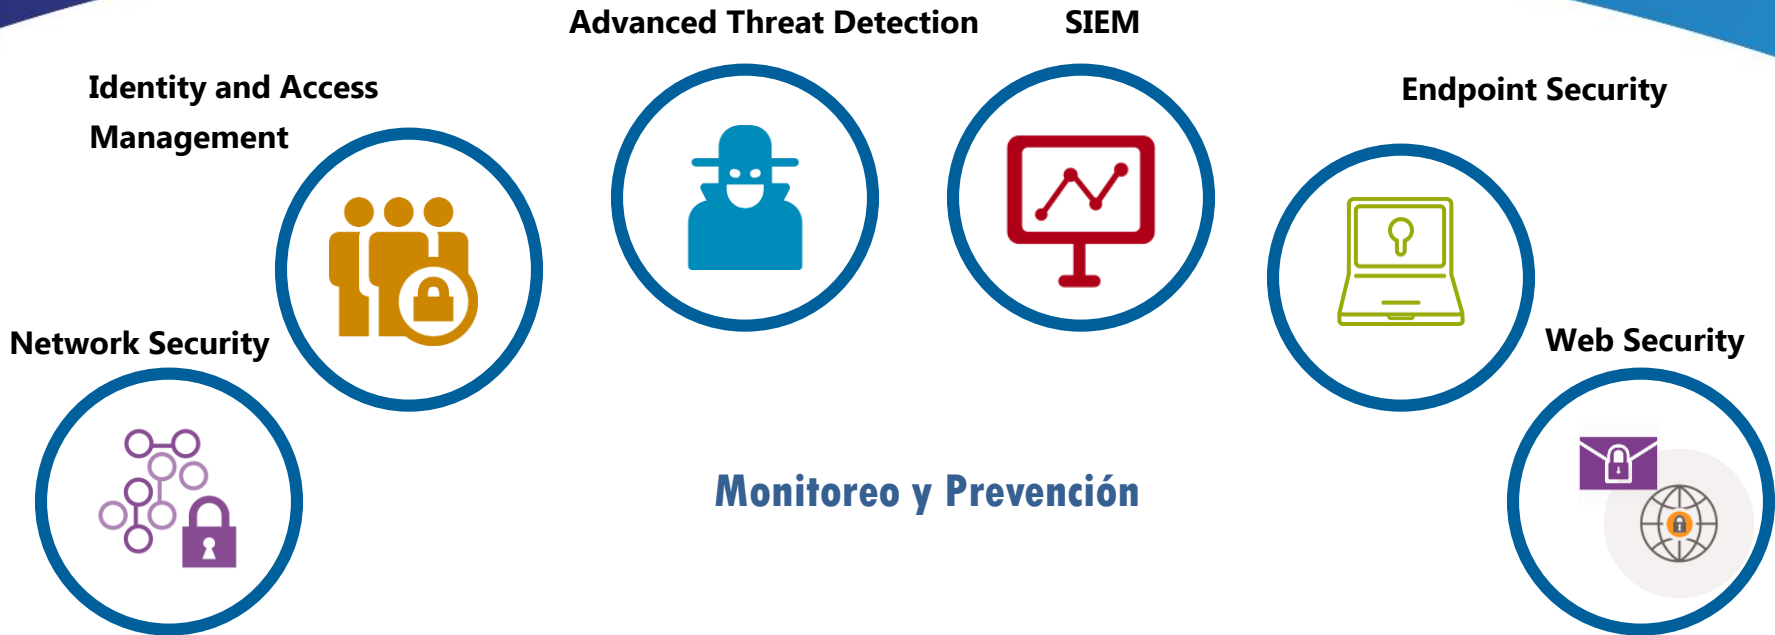 Advanced Threat Detection
SIEM
Identity and Access
Management
Endpoint Security
Network Security
Web Security
Monitoreo y Prevención